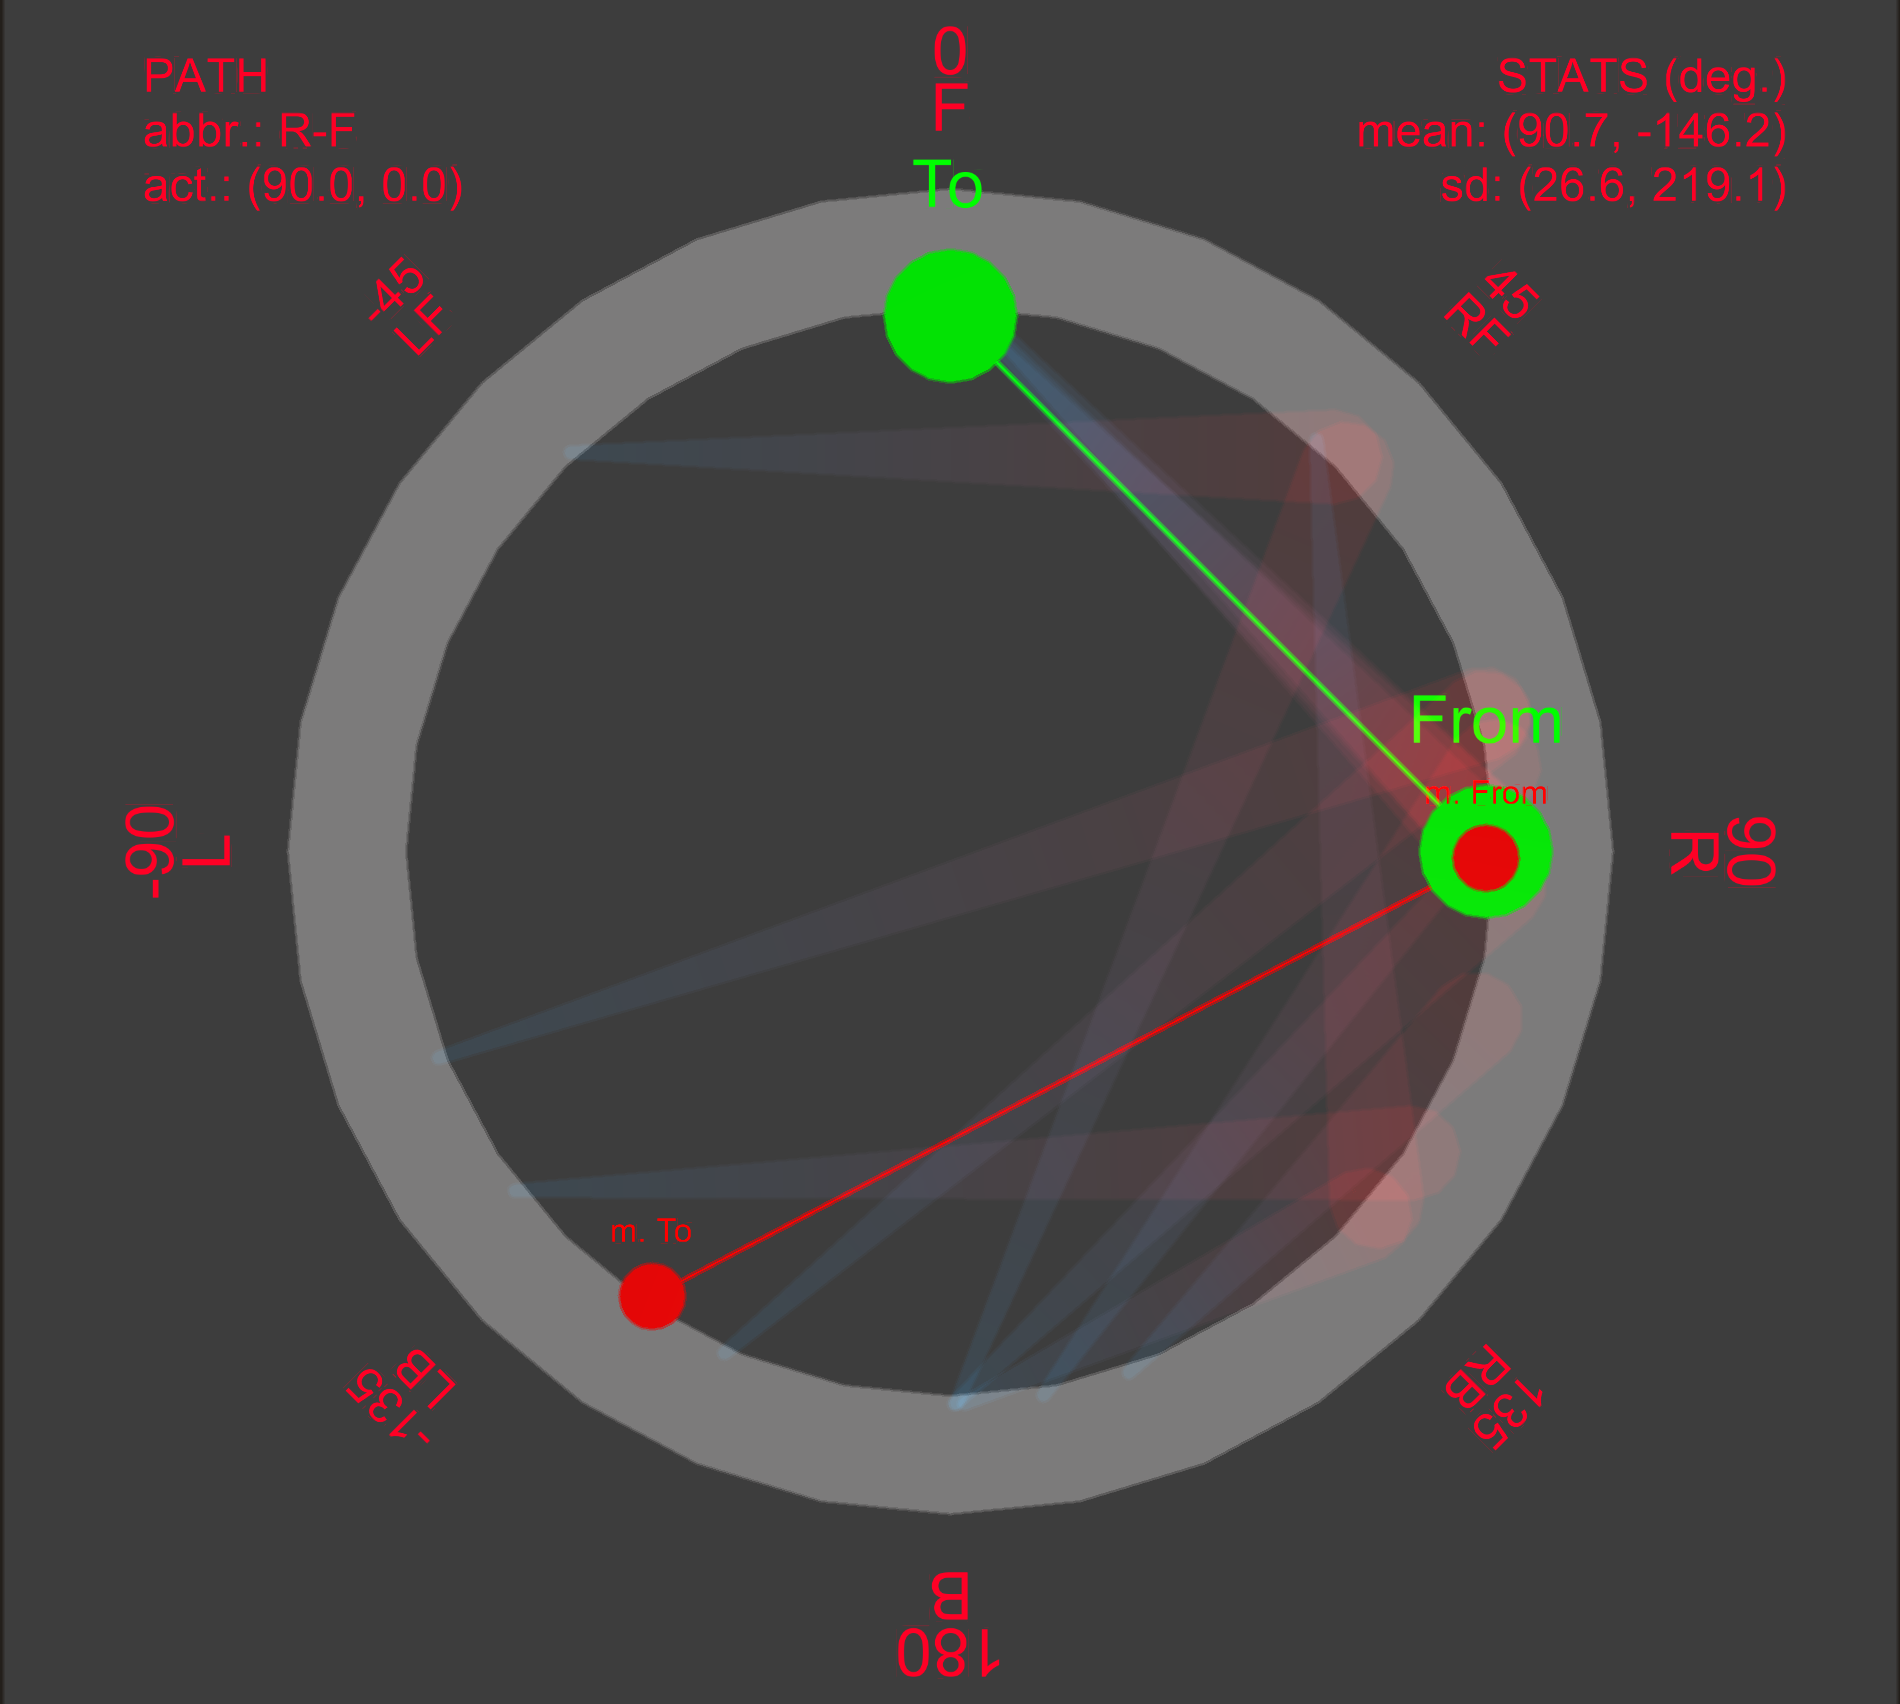 PATH
abbr.: R-F
act.: (90.0, 0.0)
STATS (deg.)
mean: (90.7, -146.2)
sd: (26.6, 219.1)
0
F
To
-45
LF
45
RF
From
m. From
-90
L
90
R
m. To
LB
-135
135
RB
B
180